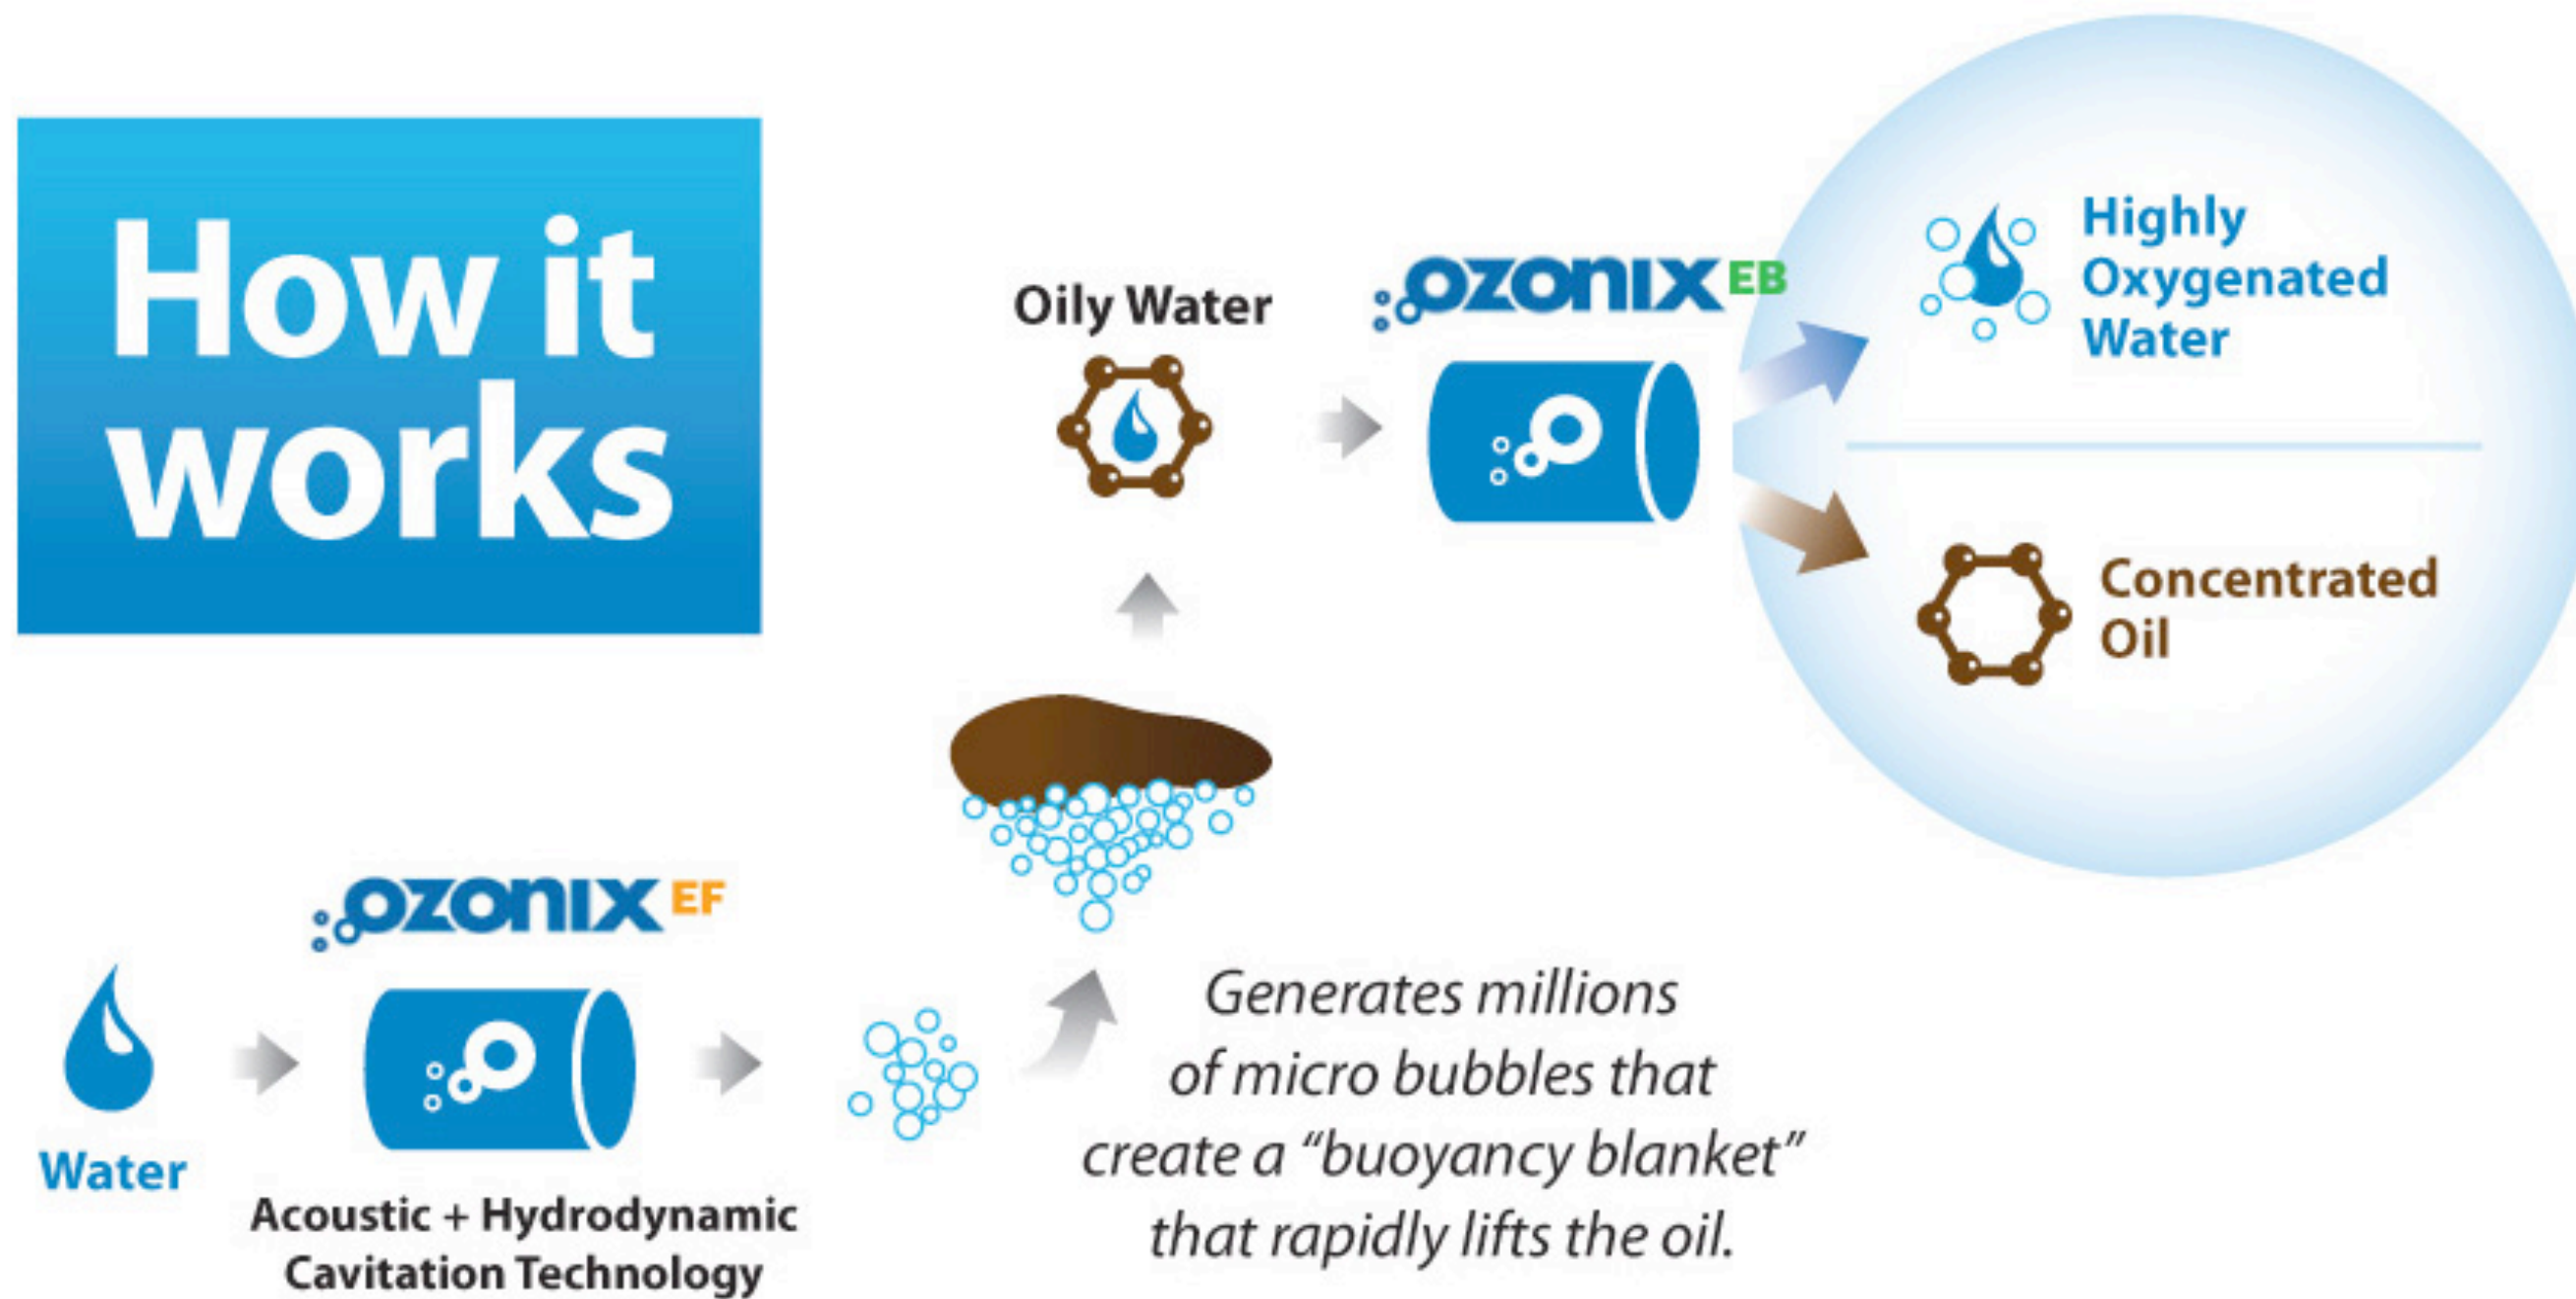 How it
works
Oily Water
OZONIX EB
Highly
Oxygenated
Water
Concentrated
Oil
OZONIX EF
Water
Acoustic + Hydrodynamic
Cavitation Technology
Generates millions
of micro bubbles that
create a “buoyancy blanket”
that rapidly lifts the oil.